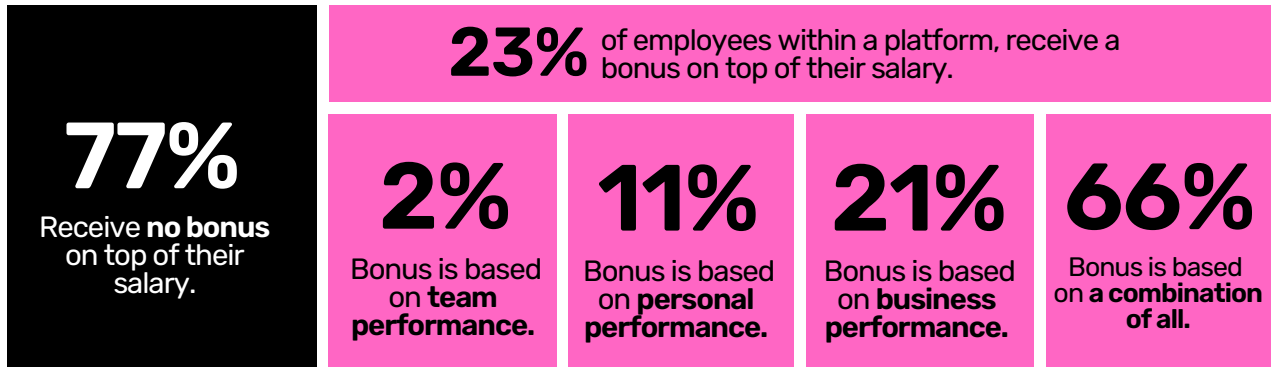 77%
Receive no bonus
on top of their
salary.
23%
of employees within a platform, receive a
bonus on top of their salary.
2%
Bonus is based
on team
performance.
11%
Bonus is based
on personal
performance.
21%
Bonus is based
on business
performance.
66%
Bonus is based
on a combination
of all.